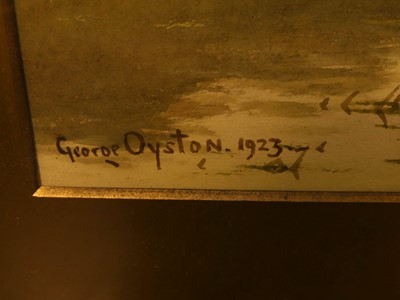 George Oyston. 1923